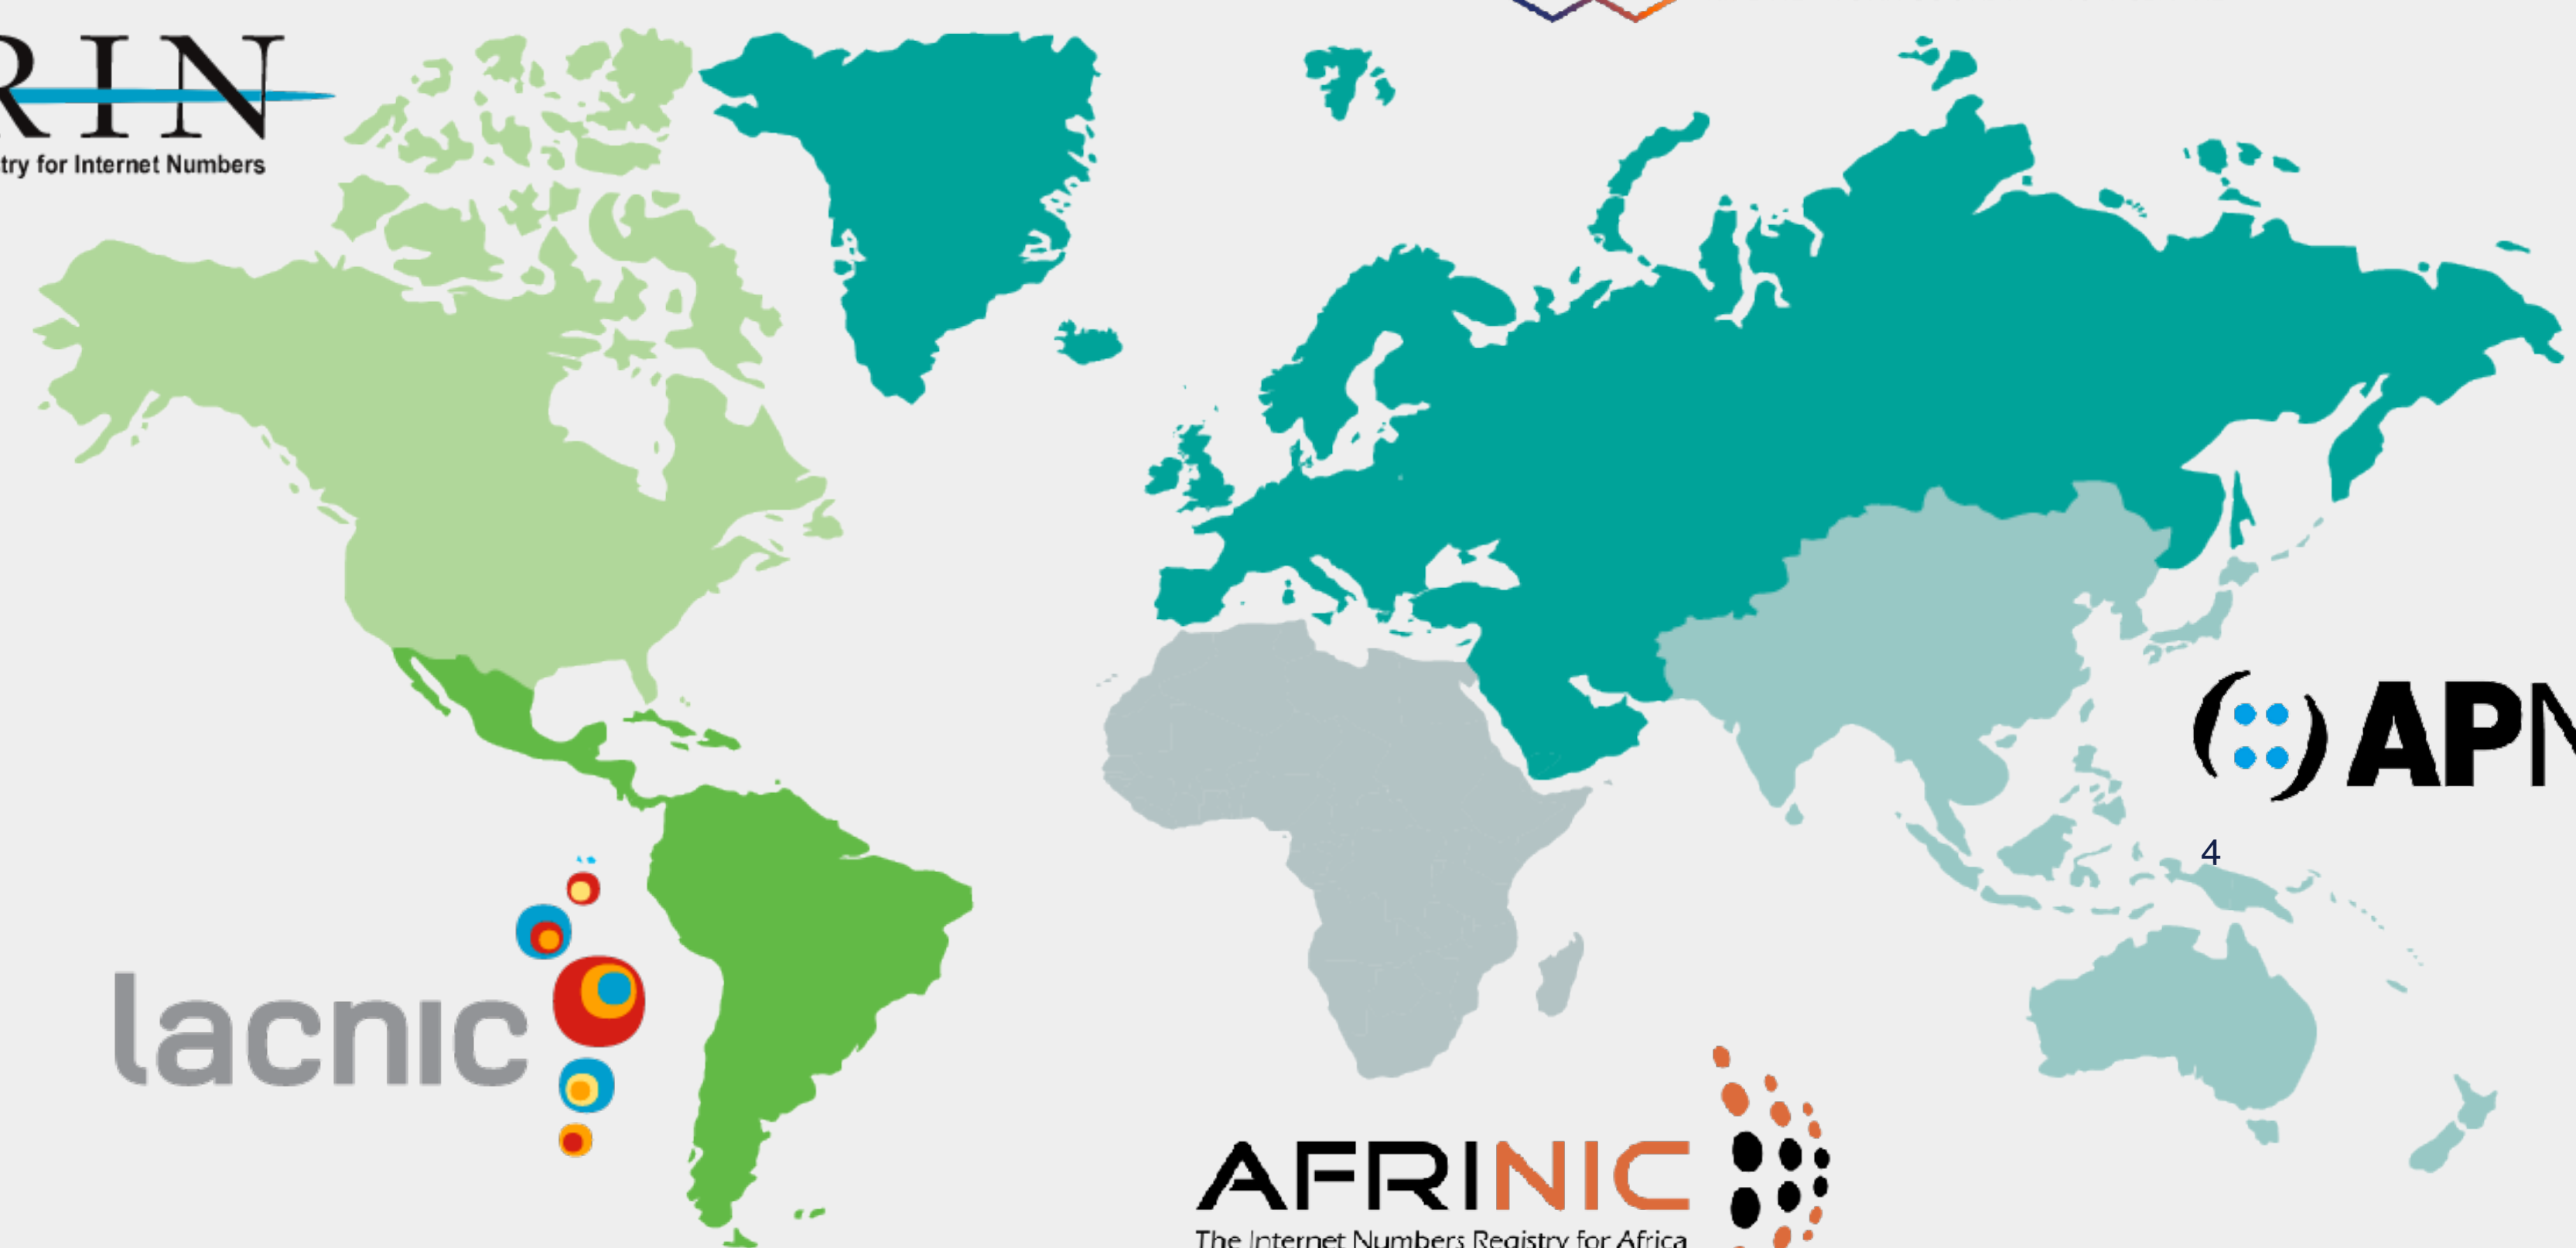 RIN
try for Internet Numbers
APN
4
lacnic
AFRINIC
The Internet Numbers Registry for Africa